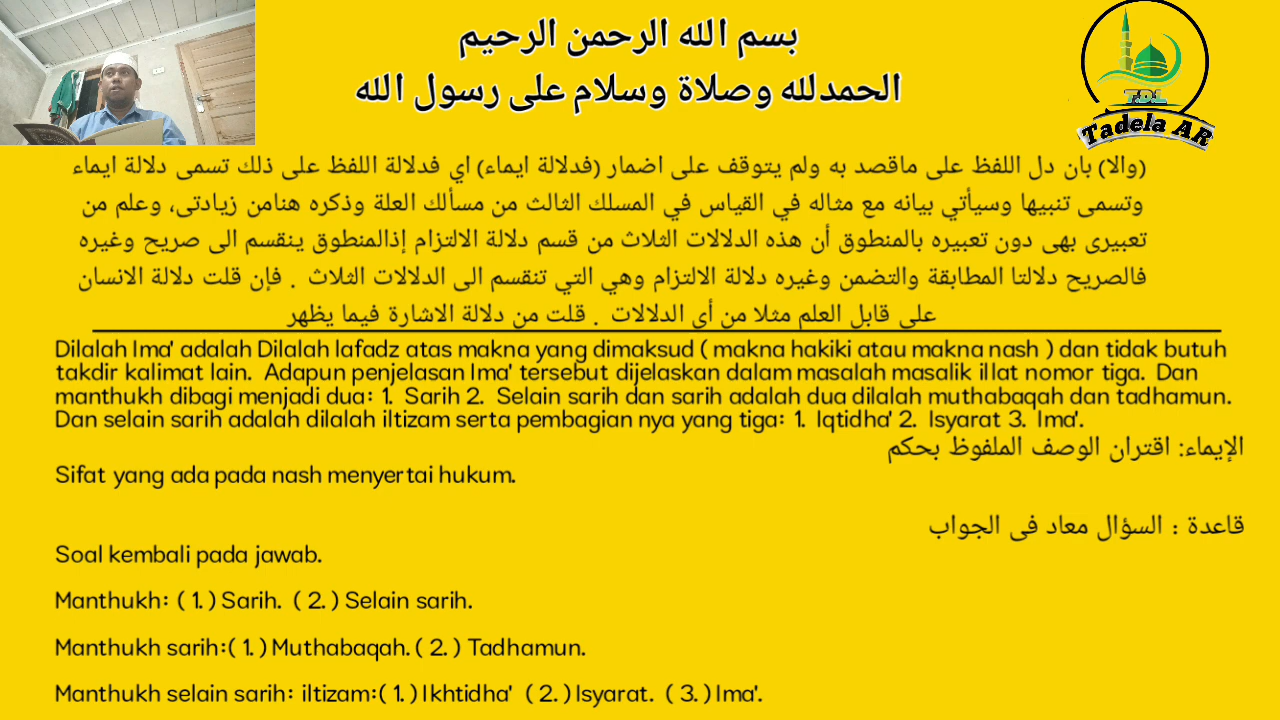 بسم الله الرحمن الرحيم
الحمدلله وصلاة وسلام على رسول الله
T.D.L
Tadela AR
(والا) بان دل اللفظ على ماقصد به ولم يتوقف على اضمار (فدلالة ايماء) اي فدلالة اللفظ على ذلك تسمى دلالة ايماء
وتسمى تنبيها وسيأتي بيانه مع مثاله في القياس في المسلك الثالث من مسألك العلة وذكره هنامن زيادتى، وعلم من
تعبيرى بهى دون تعبيره بالمنطوق أن هذه الدلالات الثلاث من قسم دلالة الالتزام إذالمنطوق ينقسم الى صريح وغيره
فالصريح دلالتا المطابقة والتضمن وغيره دلالة الالتزام وهي التي تنقسم الى الدلالات الثلاث . فإن قلت دلالة الانسان
على قابل العلم مثلا من أي الدلالات . قلت من دلالة الاشارة فيما يظهر
Dilalah Ima' adalah Dilalah lafadz atas makna yang dimaksud ( makna hakiki atau makna nash ) dan tidak butuh
takdir kalimat lain. Adapun penjelasan Ima' tersebut dijelaskan dalam masalah masalik illat nomor tiga. Dan
manthukh dibagi menjadi dua: 1. Sarih 2. Selain sarih dan sarih adalah dua dilalah muthabaqah dan tadhamun.
Dan selain sarih adalah dilalah iltizam serta pembagian nya yang tiga: 1. Iqtidha' 2. Isyarat 3. Ima'.
الإيماء: اقتران الوصف الملفوظ بحكم
Sifat yang ada pada nash menyertai hukum.
قاعدة : السؤال معاد فى الجواب
Soal kembali pada jawab.
Manthukh: ( 1. ) Sarih. ( 2. ) Selain sarih.
Manthukh sarih:( 1. ) Muthabaqah. ( 2. ) Tadhamun.
Manthukh selain sarih: iltizam:( 1. ) Ikhtidha' ( 2. ) Isyarat. ( 3. ) Ima'.